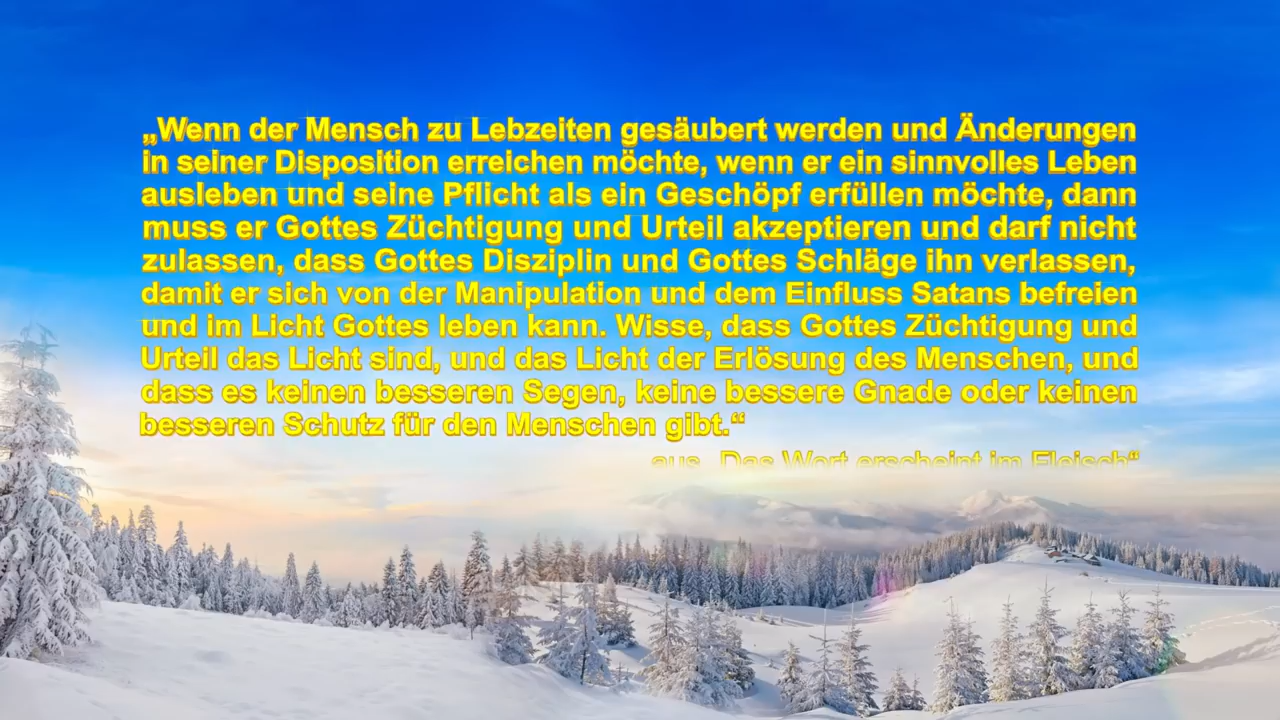 „Wenn der Mensch zu Lebzeiten gesäubert werden und Änderungen
in seiner Disposition erreichen möchte, wenn er ein sinnvolles Leben
ausleben und seine Pflicht als ein Geschöpf erfüllen möchte, dann
muss er Gottes Züchtigung und Urteil akzeptieren und darf nicht
zulassen, dass Gottes Disziplin und Gottes Schläge ihn verlassen,
damit er sich von der Manipulation und dem Einfluss Satans befreien
und im Licht Gottes leben kann. Wisse, dass Gottes Züchtigung und
Urteil das Licht sind, und das Licht der Erlösung des Menschen, und
dass es keinen besseren Segen, keine bessere Gnade oder keinen
besseren Schutz für den Menschen gibt.“
aus „Das Wort erscheint im Fleisch“